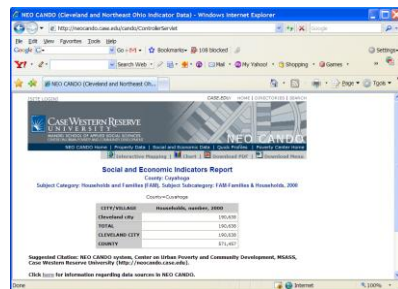 NEO CANDO (Cleveland and Northeast Ohio Indicator Data) - Windows Internet Explorer
http://neocando.case.edu/cando/ControllerServlet
File Edit View Favorites Tools Help
Google
Go
Bookmarks
108 blocked
Settings
Y!
Search Web
Mail
My Yahoo!
Shopping
Games
NEO CANDO (Cleveland and Northeast Oh...
Page
Tools
CASE.EDU: HOME | DIRECTORIES | SEARCH
CASE WESTERN RESERVE
UNIVERSITY
NEO CANDO
NEO CANDO Home | Property Data | Social and Economic Data | Quick Profiles | Poverty Center Home
Interactive Mapping | Chart | Download PDF | Download Menu
Social and Economic Indicators Report
County: Cuyahoga
Subject Category: Households and Families (FAM), Subject Subcategory: FAM-Families & Households, 2000
County=Cuyahoga
CITY/VILLAGE Households, number, 2000
Cleveland city 190,638
TOTAL 190,638
CLEVELAND CITY 190,638
COUNTY 571,457
Suggested Citation: NEO CANDO system, Center on Urban Poverty and Community Development, MSASS,
Case Western Reserve University (http://neocando.case.edu).
Click here for information regarding data sources in NEO CANDO.
Done
Internet
100%